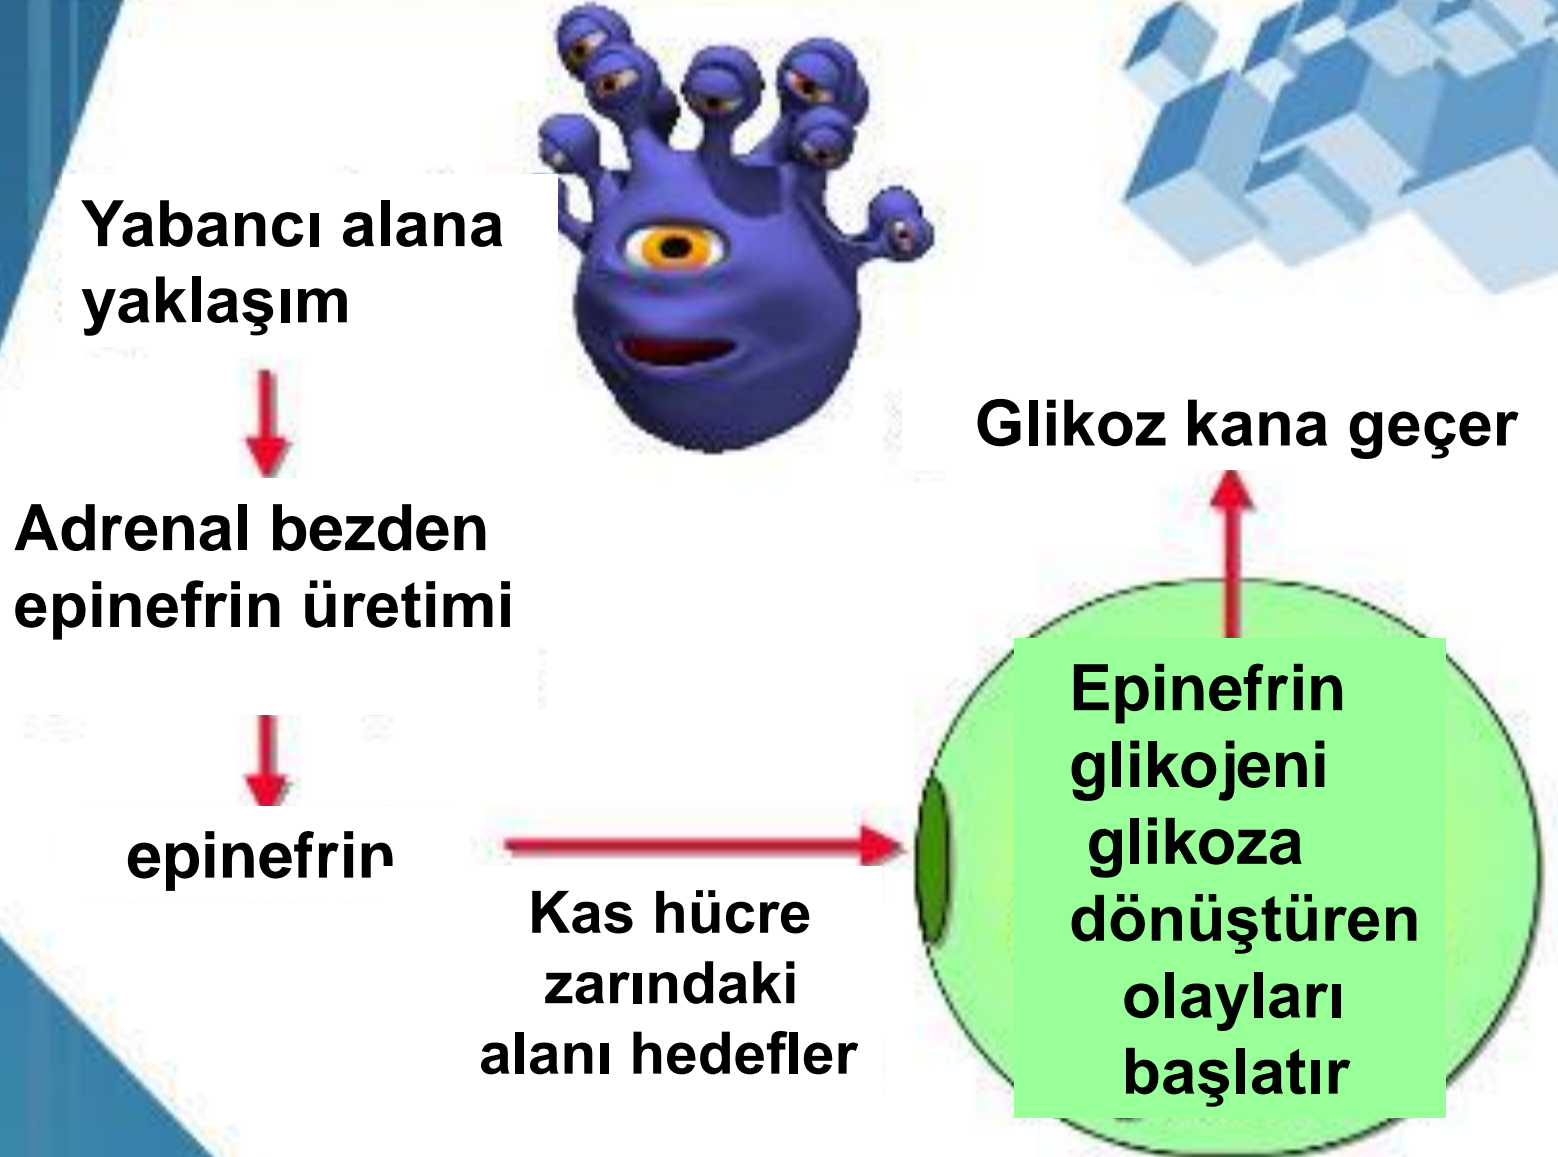 Yabancı alana
yaklaşım
Adrenal bezden
epinefrin üretimi
epinefrin
Kas hücre
zarındaki
alanı hedefler
Epinefrin
glikojeni
glikoza
dönüştüren
olayları
başlatır
Glikoz kana geçer